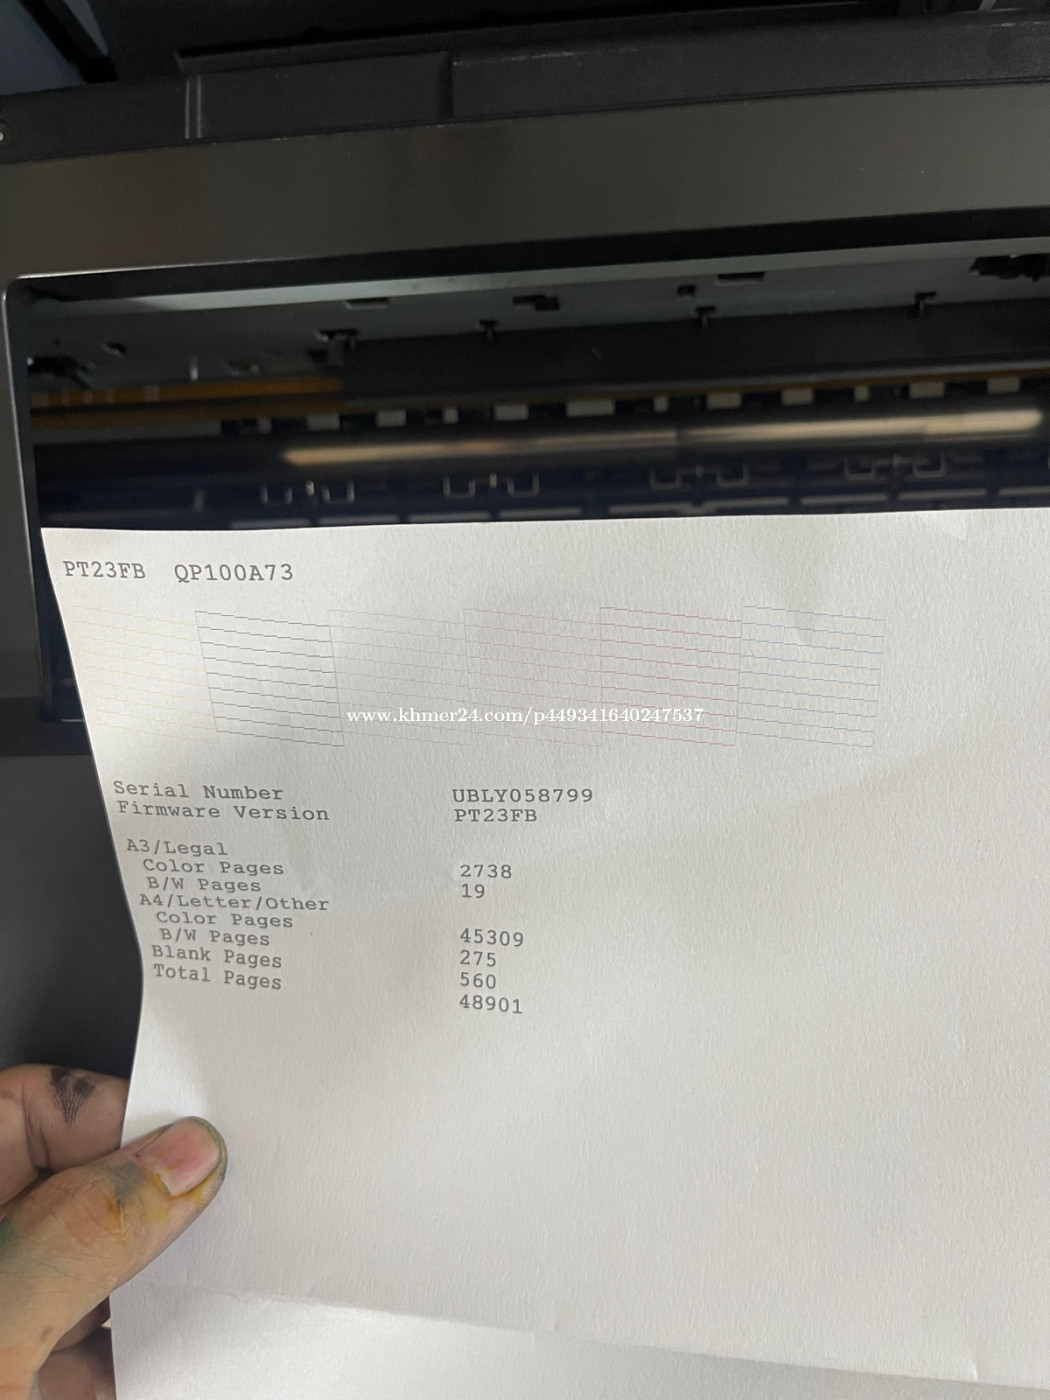 PT23FB QP100A73
www.khmer24.com/p449341640247537
Serial Number UBLY058799
Firmware Version PT23FB
A3/Legal
Color Pages 2738
B/W Pages 19
A4/Letter/Other
Color Pages 45309
B/W Pages 275
Blank Pages 560
Total Pages 48901